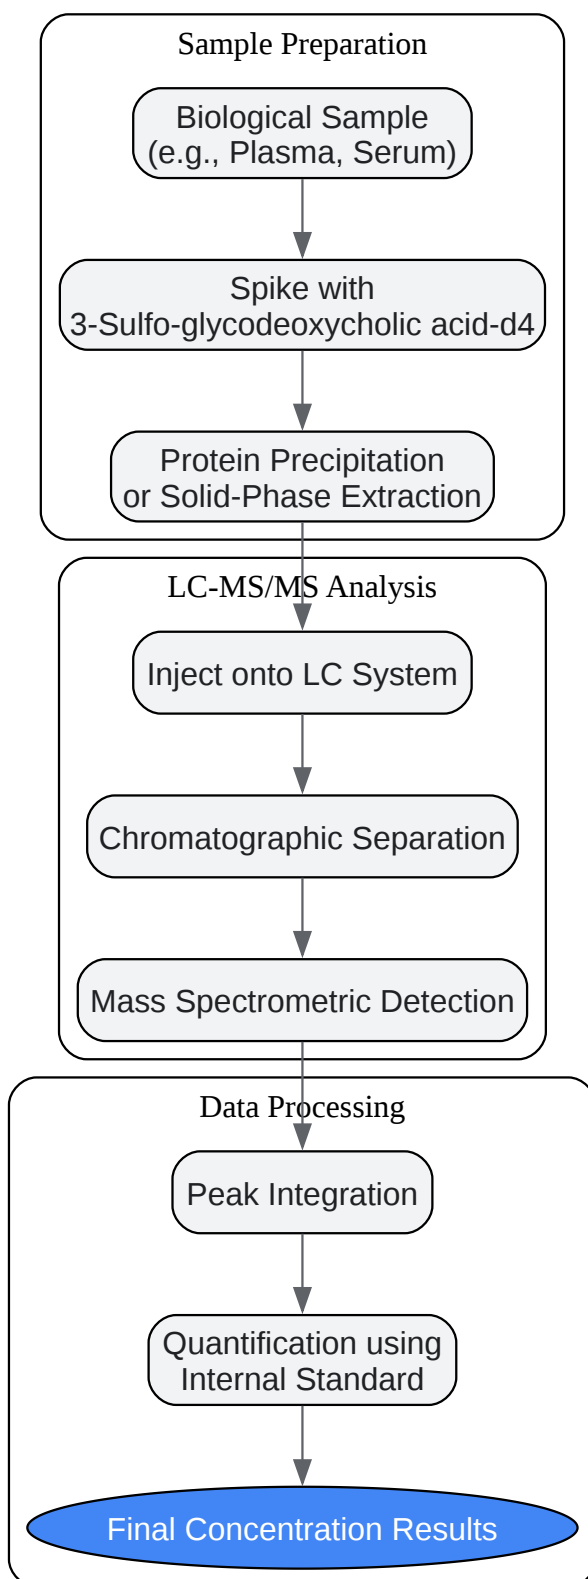 Sample Preparation
Biological Sample
(e.g., Plasma, Serum)
Spike with
3-Sulfo-glycodeoxycholic acid-d4
Protein Precipitation
or Solid-Phase Extraction
LC-MS/MS Analysis
Inject onto LC System
Chromatographic Separation
Mass Spectrometric Detection
Data Processing
Peak Integration
Quantification using
Internal Standard
Final Concentration Results